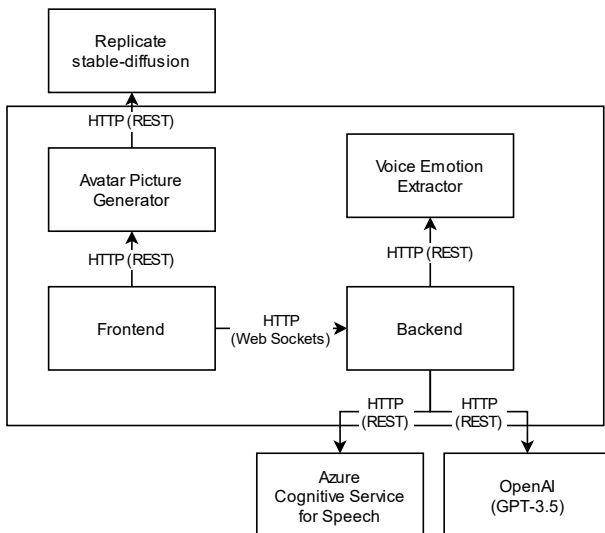 Replicate
stable-diffusion
HTTP (REST)
Avatar Picture
Generator
Voice Emotion
Extractor
HTTP (REST)
HTTP (REST)
Frontend
HTTP
(Web Sockets)
Backend
HTTP
(REST)
HTTP
(REST)
Azure
Cognitive Service
for Speech
OpenAI
(GPT-3.5)